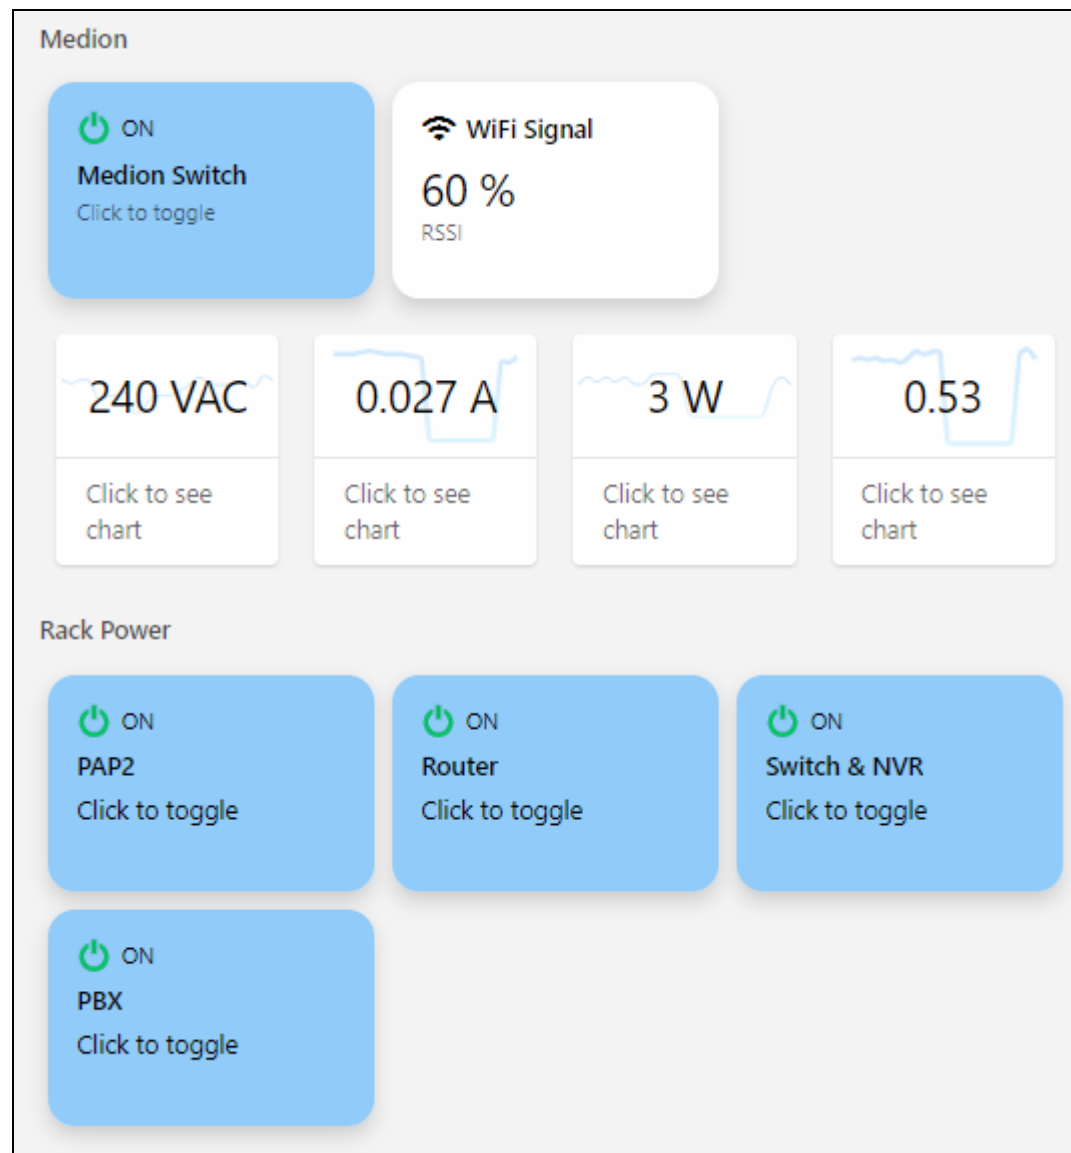 Medion
ON
Medion Switch
Click to toggle
WiFi Signal
60 %
RSSI
240 VAC
Click to see
chart
0.027 A
Click to see
chart
3 W
Click to see
chart
0.53
Click to see
chart
Rack Power
ON
PAP2
Click to toggle
ON
Router
Click to toggle
ON
Switch & NVR
Click to toggle
ON
PBX
Click to toggle